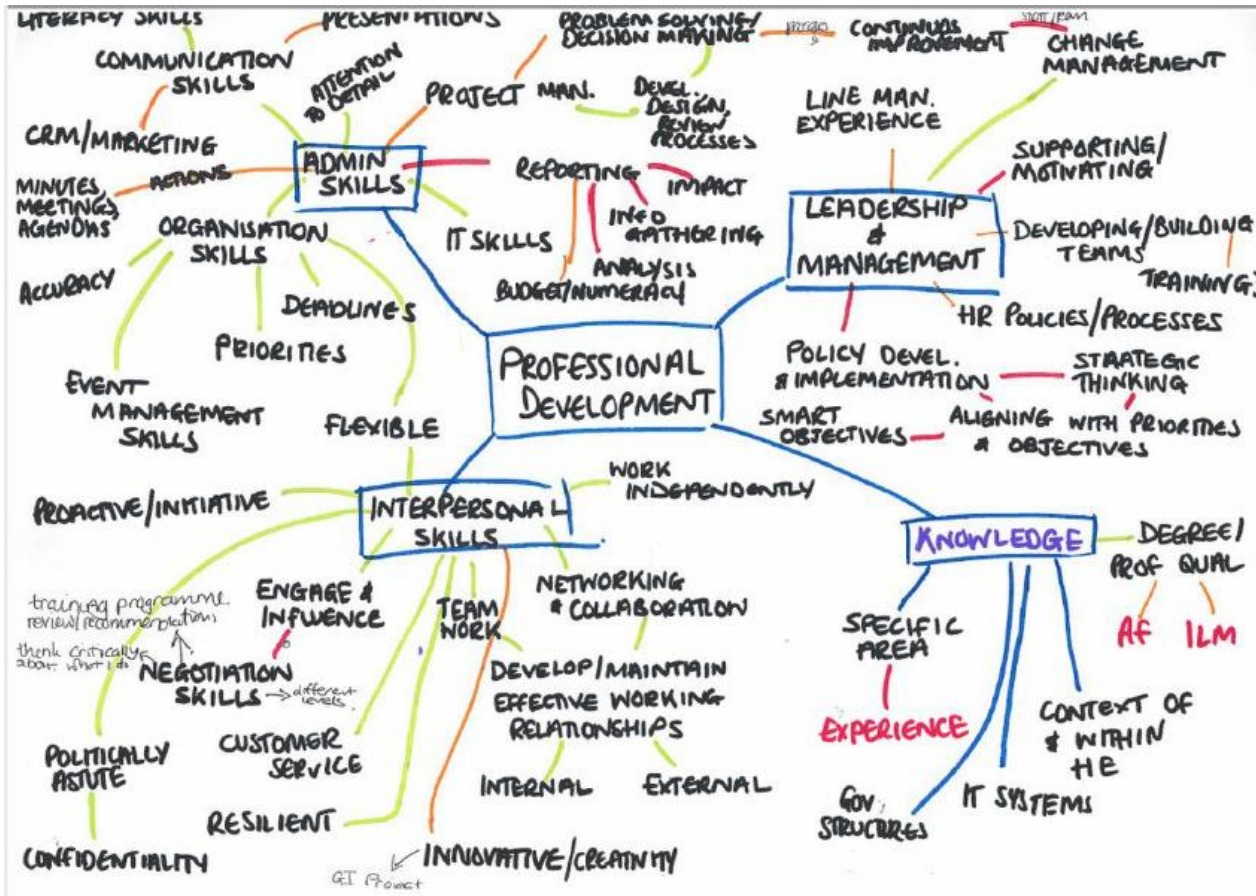 LITERACY SKILLS
PRESENTATIONS
PROBLEM SOLVING/
DECISION MAKING
CONTINUOUS
IMPROVEMENT
CHANGE
MANAGEMENT
COMMUNICATION
SKILLS
ATTENTION
TO DETAIL
PROJECT MAN.
DEVEL.
DESIGN,
REVIEW
PROCESSES
LINE MAN.
EXPERIENCE
CRM/MARKETING
ADMIN
SKILLS
REPORTING
IMPACT
SUPPORTING/
MOTIVATING
MINUTES,
MEETINGS,
AGENDAS
ACTIONS
ORGANISATION
SKILLS
IT SKILLS
INFO
GATHERING
ANALYSIS
BUDGET/NUMERACY
LEADERSHIP
&
MANAGEMENT
DEVELOPING/BUILDING
TEAMS
TRAINING
HR POLICIES/PROCESSES
ACCURACY
DEADLINES
PRIORITIES
EVENT
MANAGEMENT
SKILLS
FLEXIBLE
PROFESSIONAL
DEVELOPMENT
POLICY DEVEL.
& IMPLEMENTATION
STRATEGIC
THINKING
SMART
OBJECTIVES
ALIGNING WITH PRIORITIES
& OBJECTIVES
PROACTIVE/INITIATIVE
INTERPERSONAL
SKILLS
WORK
INDEPENDENTLY
KNOWLEDGE
DEGREE/
PROF QUAL
AF
ILM
training programme
review/recommendations
think critically
about what I do
ENGAGE &
INFLUENCE
NEGOTIATION
SKILLS
different
levels
TEAM
WORK
NETWORKING
& COLLABORATION
DEVELOP/MAINTAIN
EFFECTIVE WORKING
RELATIONSHIPS
INTERNAL
EXTERNAL
SPECIFIC
AREA
EXPERIENCE
CONTEXT OF
& WITHIN
HE
IT SYSTEMS
GOV.
STRUCTURES
POLITICALLY
ASTUTE
CUSTOMER
SERVICE
RESILIENT
CONFIDENTIALITY
INNOVATIVE/CREATIVITY
GI Project